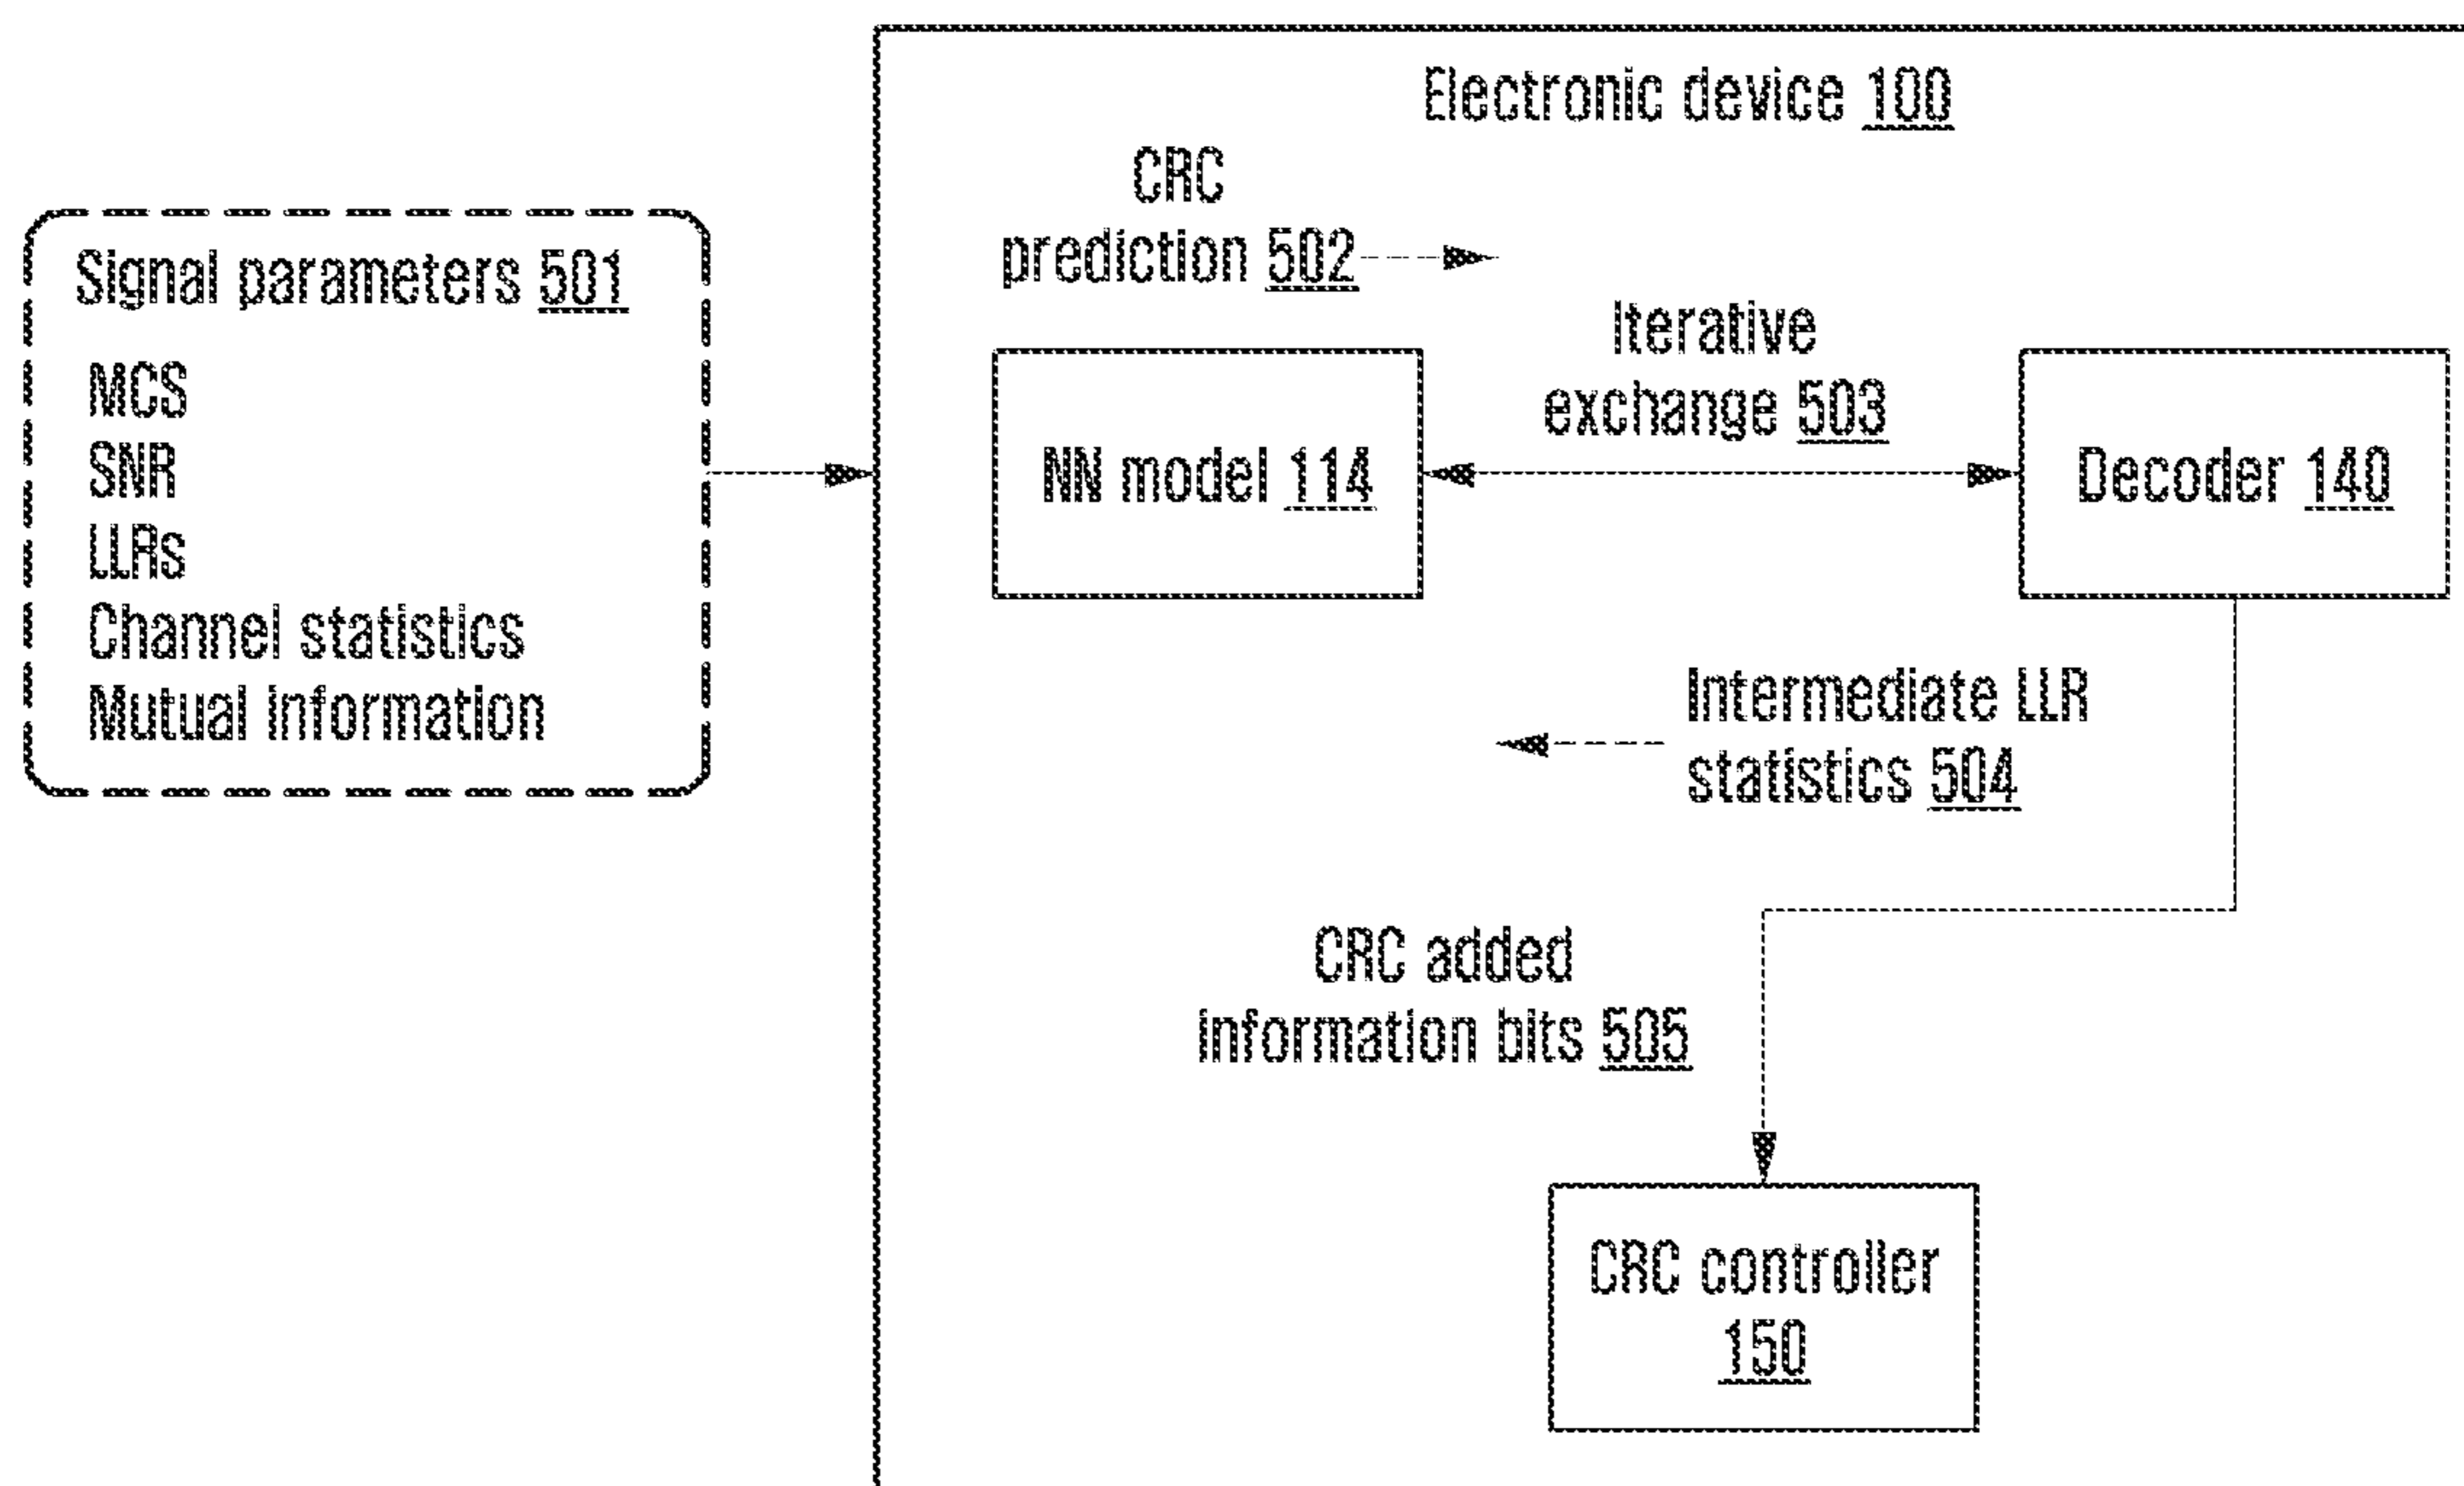 Electronic device 100
CRC
prediction 502
Signal parameters 501
MCS
SNR
LLRs
Channel statistics
Mutual information
Iterative
exchange 503
NN model 114
Decoder 140
Intermediate LLR
statistics 504
CRC added
information bits 505
CRC controller
150